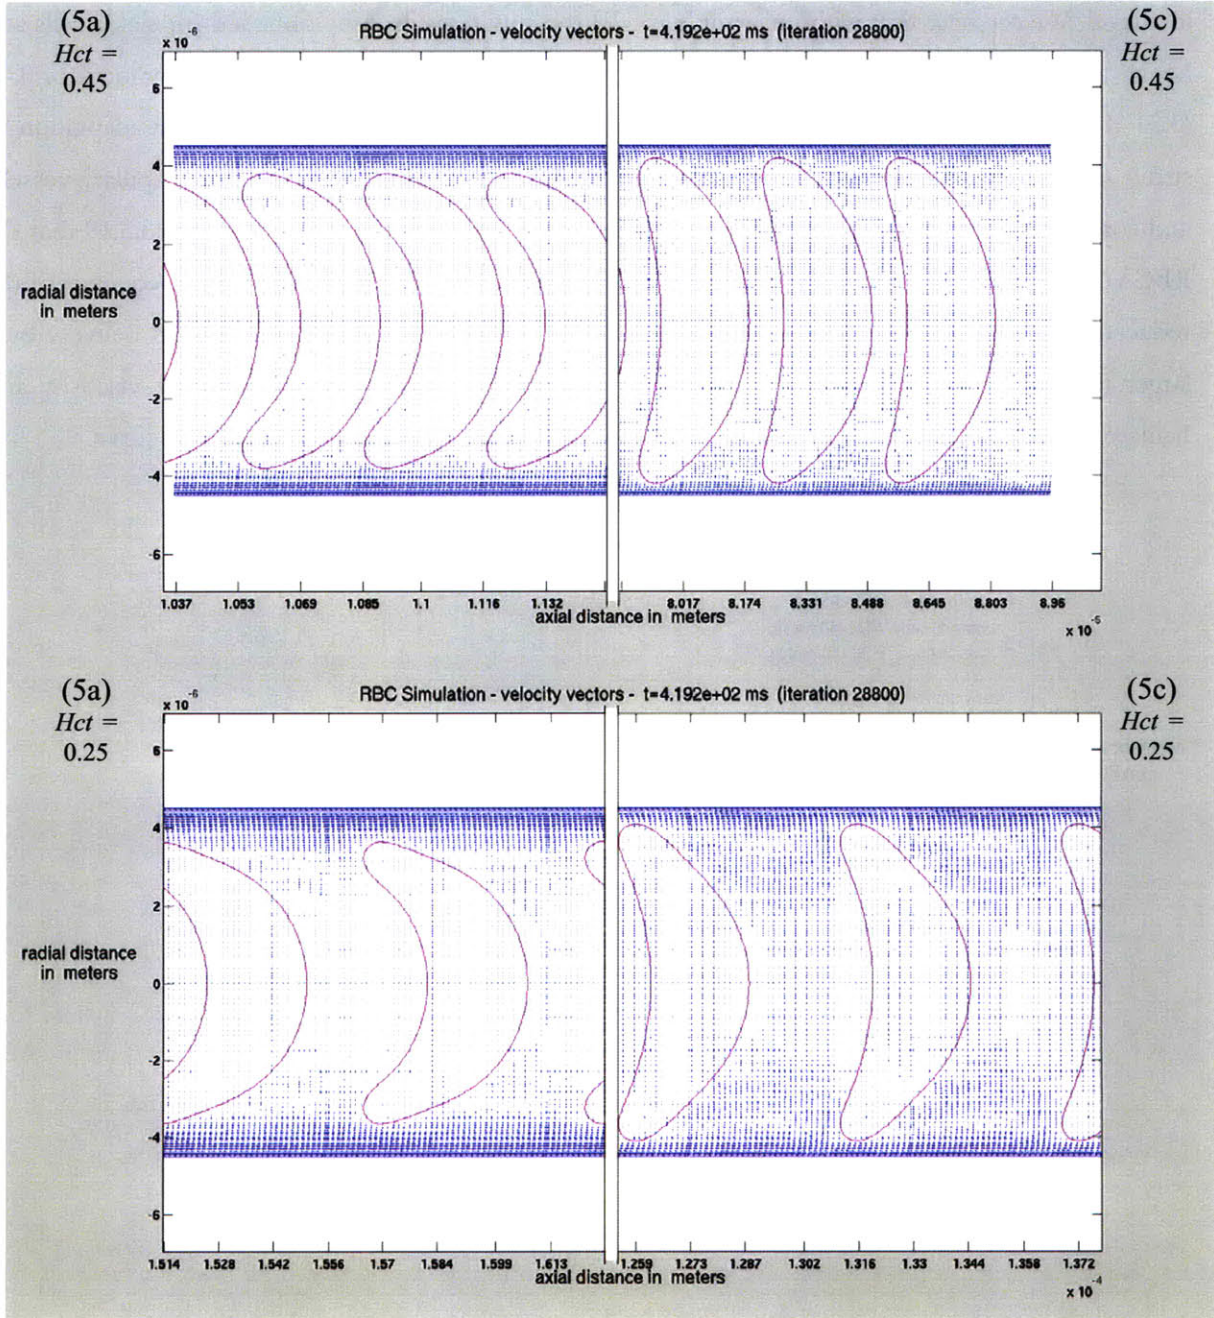 (5a)
Hct =
0.45
x 10
-6
RBC Simulation - velocity vectors - t=4.192e+02 ms (iteration 28800)
(5c)
Hct =
0.45
6
4
2
radial distance
in meters
0
-2
-4
-6
1.037 1.053 1.069 1.085 1.1 1.116 1.132 8.017 8.174 8.331 8.488 8.645 8.803 8.96
axial distance in meters
x 10
(5a)
Hct =
0.25
x 10
-6
RBC Simulation - velocity vectors - t=4.192e+02 ms (iteration 28800)
(5c)
Hct =
0.25
6
4
2
radial distance
in meters
0
-2
-4
-6
1.514 1.528 1.542 1.556 1.57 1.584 1.599 1.613 1.259 1.273 1.287 1.302 1.316 1.33 1.344 1.358 1.372
axial distance in meters
x 10
-4